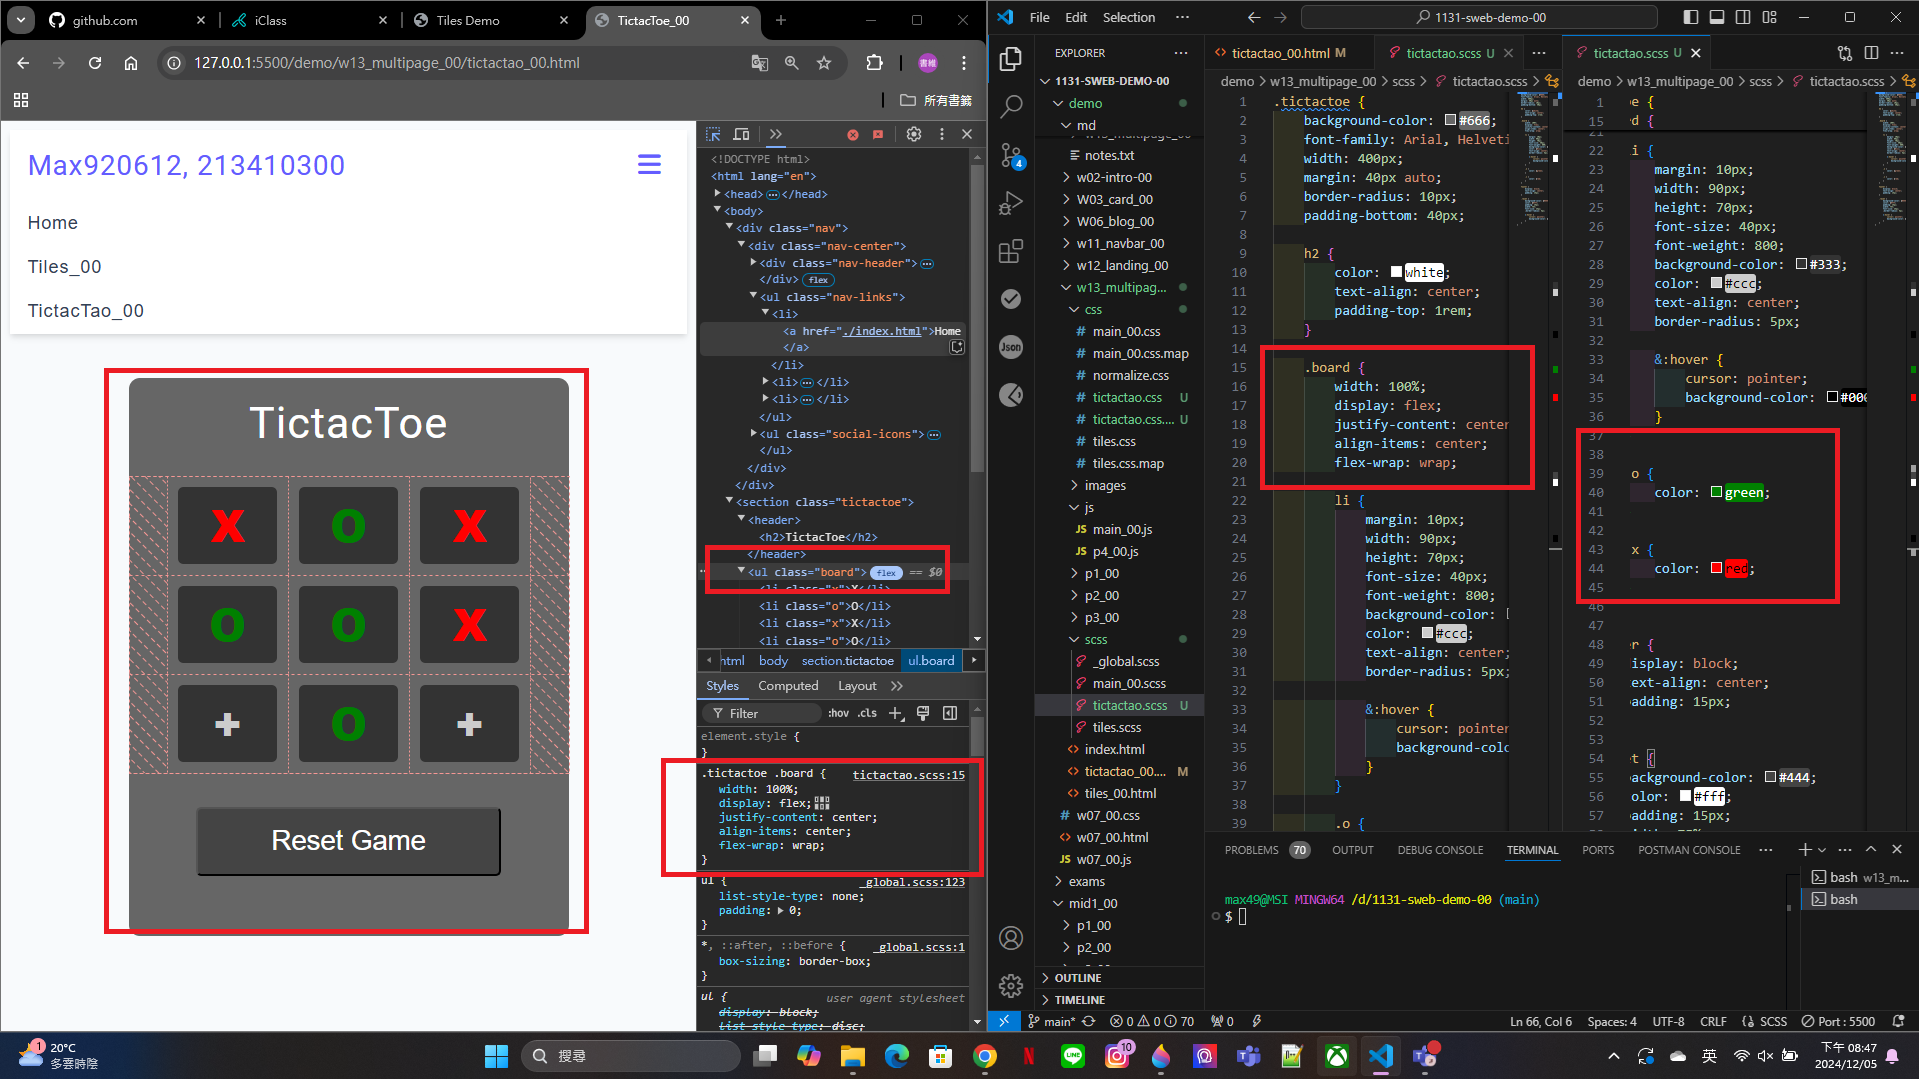 github.com
iClass
Tiles Demo
TictacToe_00
127.0.0.1:5500/demo/w13_multipage_00/tictactao_00.html
所有書籤
Max920612, 213410300
Home
Tiles_00
TictacTao_00
TictacToe
X O X
O O X
+ O +
Reset Game
<!DOCTYPE html>
<html lang="en">
<head> </head>
<body>
<div class="nav">
<div class="nav-center">
<div class="nav-header">
</div> flex
<ul class="nav-links">
<li>
<a href="./index.html">Home
</a>
</li>
<li> </li>
<li> </li>
</ul>
<ul class="social-icons">
</ul>
</div>
</div>
<section class="tictactoe">
<header>
<h2>TictacToe</h2>
</header>
<ul class="board"> flex == $0
<li class="x">X</li>
<li class="o">O</li>
<li class="x">X</li>
<li class="o">O</li>
html body section.tictactoe ul.board
Styles Computed Layout
Filter :hov .cls
element.style {
}
.tictactoe .board { tictactao.scss:15
width: 100%;
display: flex;
justify-content: center;
align-items: center;
flex-wrap: wrap;
}
ul { _global.scss:123
list-style-type: none;
padding: 0;
}
*, ::after, ::before { _global.scss:1
box-sizing: border-box;
}
ul { user agent stylesheet
display: block;
list-style-type: disc;
File Edit Selection ···
1131-sweb-demo-00
EXPLORER
1131-SWEB-DEMO-00
demo
md
notes.txt
w02-intro-00
W03_card_00
W06_blog_00
w11_navbar_00
w12_landing_00
w13_multipag...
css
main_00.css
main_00.css.map
normalize.css
tictactao.css U
tictactao.css.... U
tiles.css
tiles.css.map
images
js
main_00.js
p4_00.js
p1_00
p2_00
p3_00
scss
_global.scss
main_00.scss
tictactao.scss U
tiles.scss
index.html
tictactao_00.... M
tiles_00.html
w07_00.css
w07_00.html
w07_00.js
exams
mid1_00
p1_00
p2_00
OUTLINE
TIMELINE
4
Json
tictactao_00.html M
tictactao.scss U
demo > w13_multipage_00 > scss > tictactao.scss
1 .tictactoe {
2 background-color: #666;
3 font-family: Arial, Helveti
4 width: 400px;
5 margin: 40px auto;
6 border-radius: 10px;
7 padding-bottom: 40px;
8
9 h2 {
10 color: white;
11 text-align: center;
12 padding-top: 1rem;
13 }
14
15 .board {
16 width: 100%;
17 display: flex;
18 justify-content: center
19 align-items: center;
20 flex-wrap: wrap;
21
22 li {
23 margin: 10px;
24 width: 90px;
25 height: 70px;
26 font-size: 40px;
27 font-weight: 800;
28 background-color:
29 color: #ccc;
30 text-align: center;
31 border-radius: 5px;
32
33 &:hover {
34 cursor: pointer
35 background-colo
36 }
37 }
38
39 .o {
tictactao.scss U
demo > w13_multipage_00 > scss > tictactao.scss
1 oe {
15 rd {
21
22 i {
23 margin: 10px;
24 width: 90px;
25 height: 70px;
26 font-size: 40px;
27 font-weight: 800;
28 background-color: #333;
29 color: #ccc;
30 text-align: center;
31 border-radius: 5px;
32
33 &:hover {
34 cursor: pointer;
35 background-color: #000
36 }
37
38
39 o {
40 color: green;
41
42
43 x {
44 color: red;
45
46
47
48 er {
49 isplay: block;
50 ext-align: center;
51 adding: 15px;
52
53
et {
55 ackground-color: #444;
56 olor: #fff;
57 adding: 15px;
PROBLEMS 70 OUTPUT DEBUG CONSOLE TERMINAL PORTS POSTMAN CONSOLE ···
max49@MSI MINGW64 /d/1131-sweb-demo-00 (main)
$
bash w13_m...
bash
main* 0 0 70 0
Ln 66, Col 6 Spaces: 4 UTF-8 CRLF SCSS Port : 5500
1
20°C
多雲時陰
搜尋
10
英
下午 08:47
2024/12/05